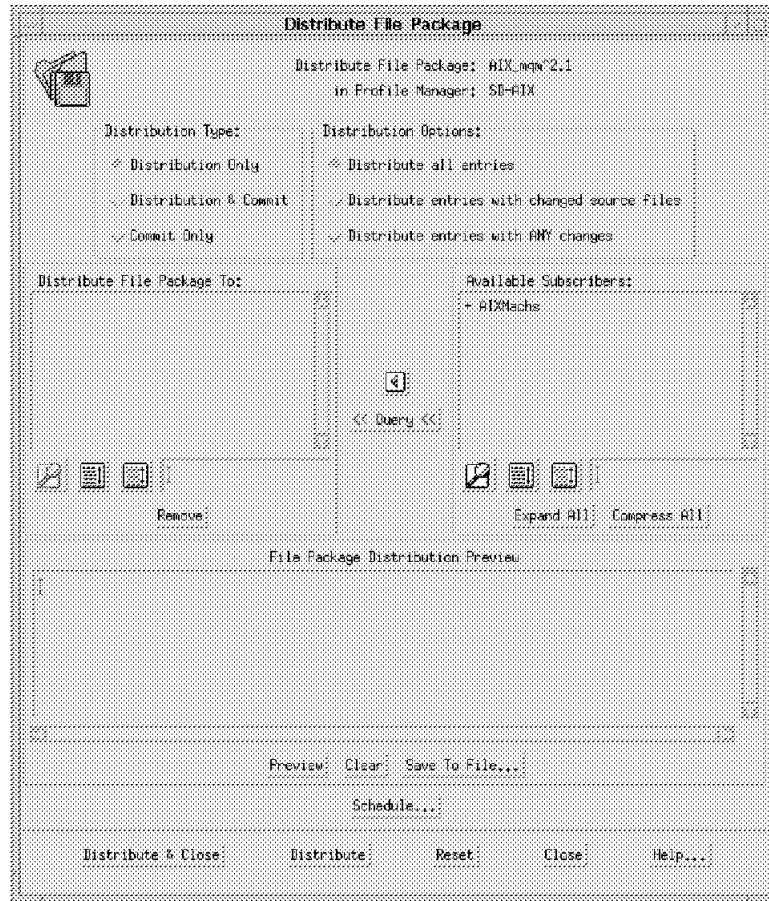 Distribute File Package
Distribute File Package: AIX_mqm^2.1
in Profile Manager: SD-AIX
Distribution Type:
Distribution Only
Distribution & Commit
Commit Only
Distribution Options:
Distribute all entries
Distribute entries with changed source files
Distribute entries with ANY changes
Distribute File Package To:
<< Query <<
Available Subscribers:
+ AIXMachs
Remove
Expand All Compress All
File Package Distribution Preview
Preview Clear Save To File...
Schedule...
Distribute & Close Distribute Reset Close Help...